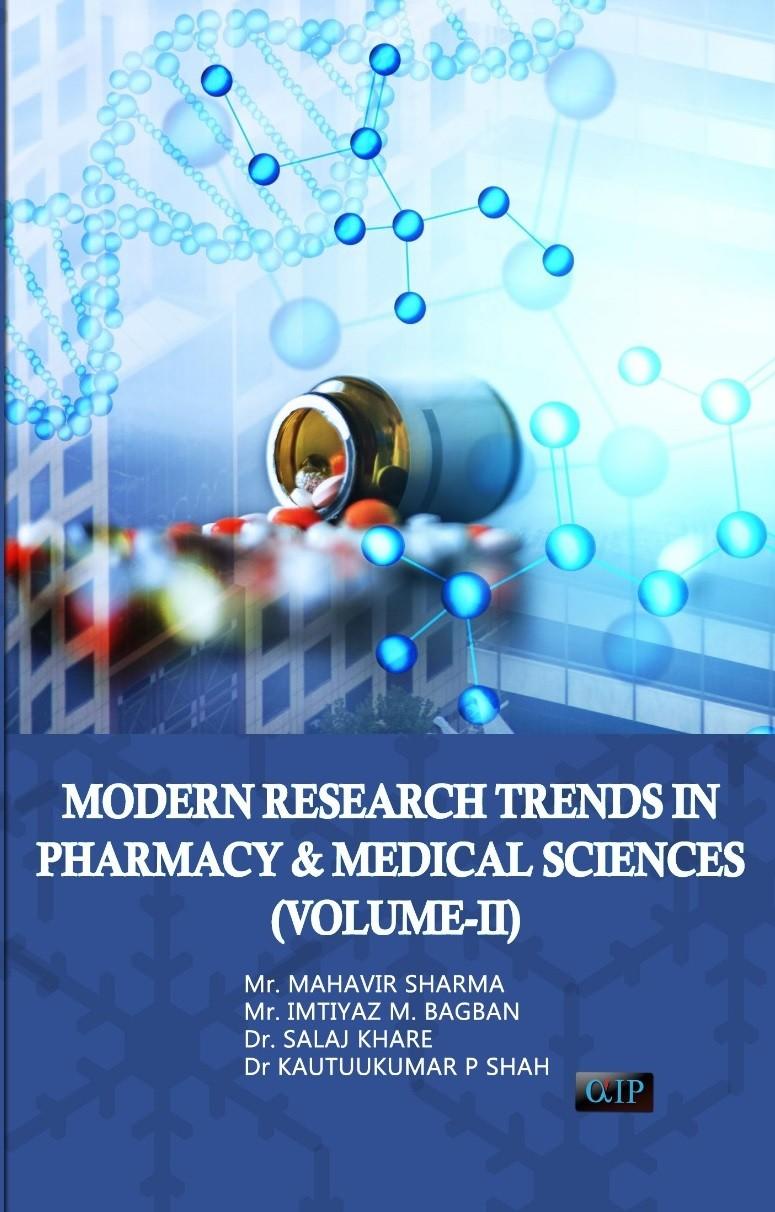 MODERN RESEARCH TRENDS IN
PHARMACY & MEDICAL SCIENCES
(VOLUME-II)
Mr. MAHAVIR SHARMA
Mr. IMTIYAZ M. BAGBAN
Dr. SALAJ KHARE
Dr KAUTUUKUMAR P SHAH
αIP